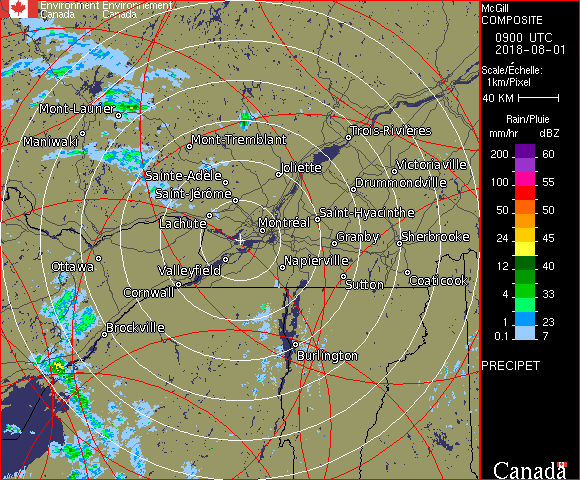 Environment Environnement
Canada Canada
McGill
COMPOSITE
0900 UTC
2018-08-01
Scale/Échelle:
1km/Pixel
40 KM
Rain/Pluie
mm/hr dBZ
200 60
150 57
100 55
50 50
24 45
12 40
4 33
1 23
0.1 7
PRECIPET
Canada
Mont-Laurier
Maniwaki
Mont-Tremblant
Trois-Rivières
Joliette
Victoriaville
Sainte-Adèle
Drummondville
Saint-Jérôme
Lachute
Montréal
Saint-Hyacinthe
Granby
Sherbrooke
Ottawa
Valleyfield
Napierville
Cornwall
Sutton
Coaticook
Brockville
Burlington